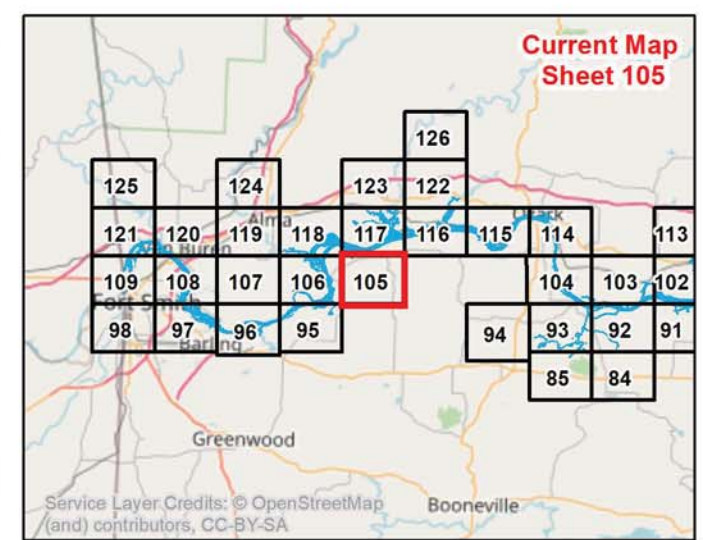 Current Map
Sheet 105
126
125 124 123 122
Alma Ozark
121 120 119 118 117 116 115 114 113
Van Buren
109 108 107 106 105 104 103 102
Fort Smith
98 97 96 95 94 93 92 91
Barling
85 84
Greenwood
Booneville
Service Layer Credits: © OpenStreetMap
(and) contributors, CC-BY-SA